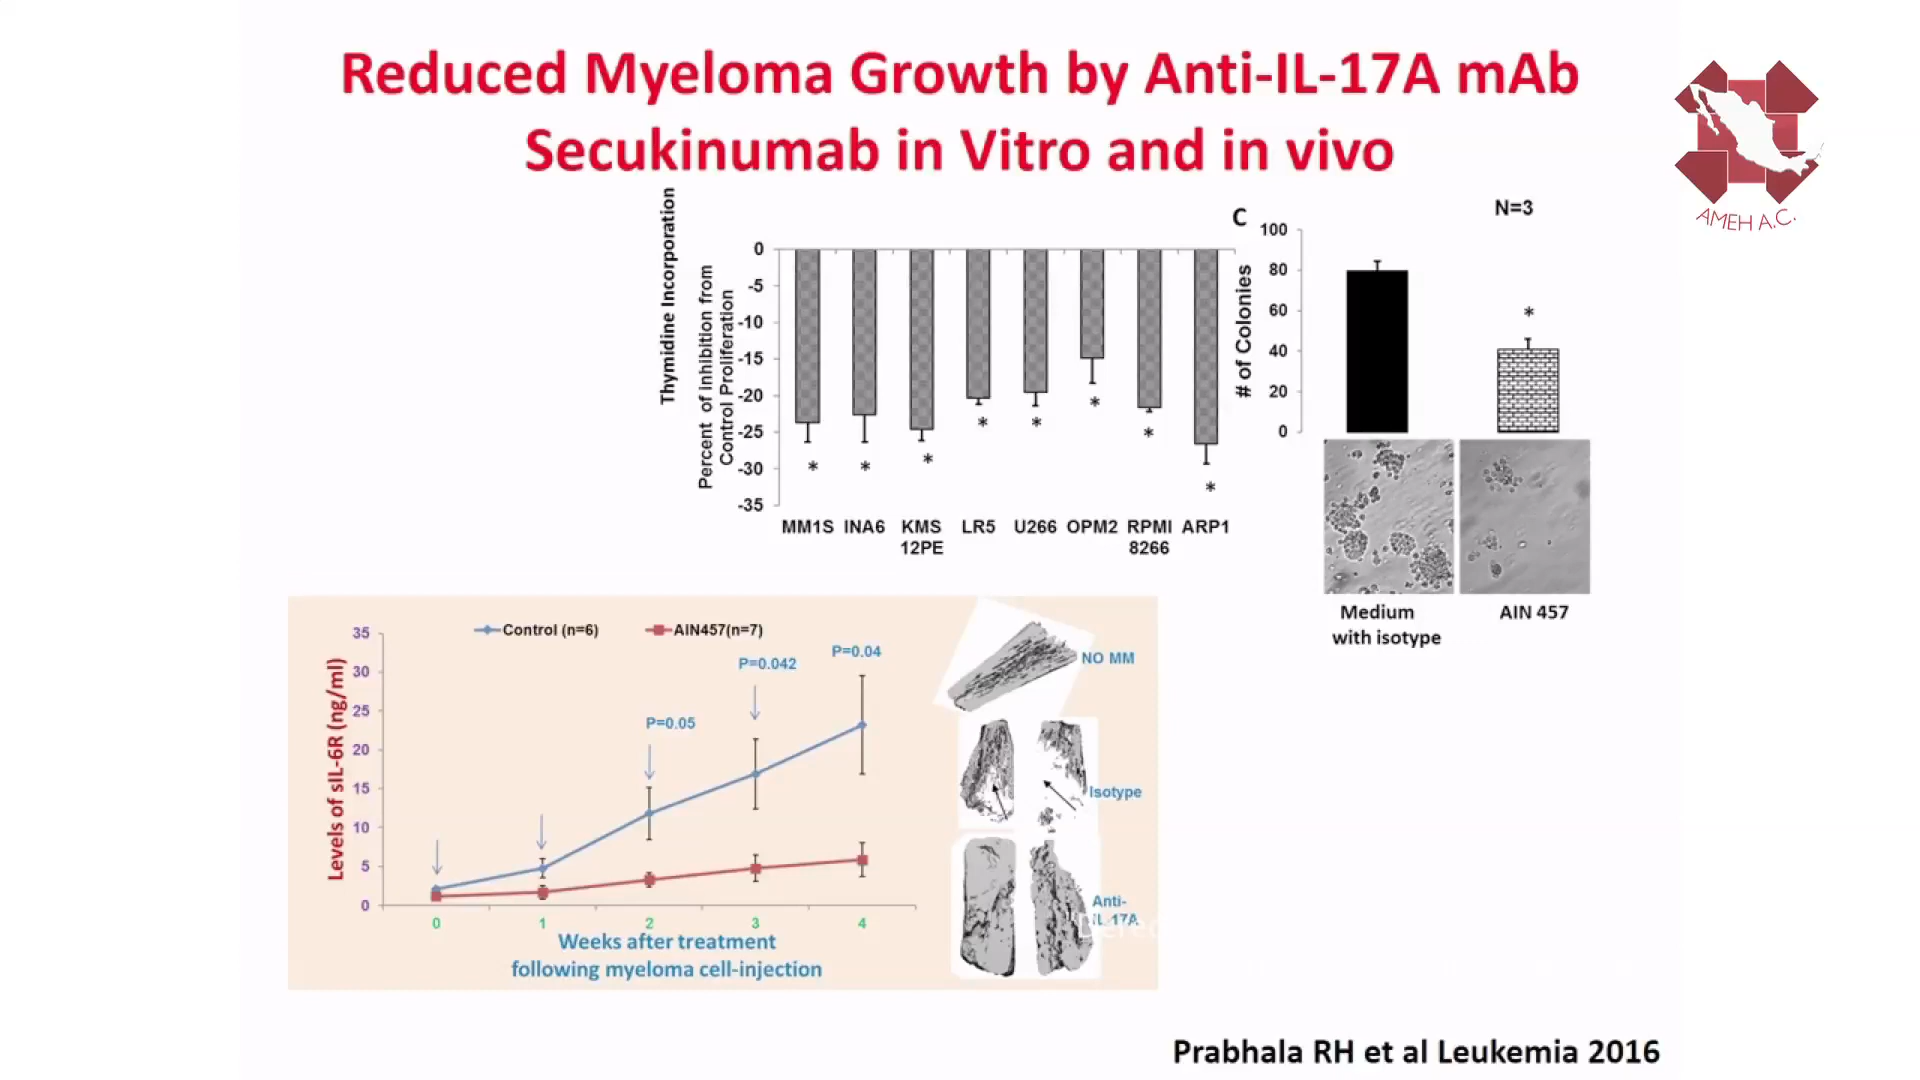 Reduced Myeloma Growth by Anti-IL-17A mAb
Secukinumab in Vitro and in vivo
AMEH A.C.
Thymidine Incorporation
Percent of inhibition from
Control Proliferation
0
-5
-10
-15
-20
-25
-30
-35
* * * * * * * *
MM1S INA6 KMS LR5 U266 OPM2 RPMI ARP1
12PE 8266
C
N=3
# of Colonies
100
80
60
40
20
0
*
Medium
with isotype
AIN 457
Control (n=6) AIN457(n=7)
Levels of sIL-6R (ng/ml)
35
30
25
20
15
10
5
0
P=0.05
P=0.042
P=0.04
0 1 2 3 4
Weeks after treatment
following myeloma cell-injection
NO MM
Isotype
Anti-
IL-17A
Prabhala RH et al Leukemia 2016